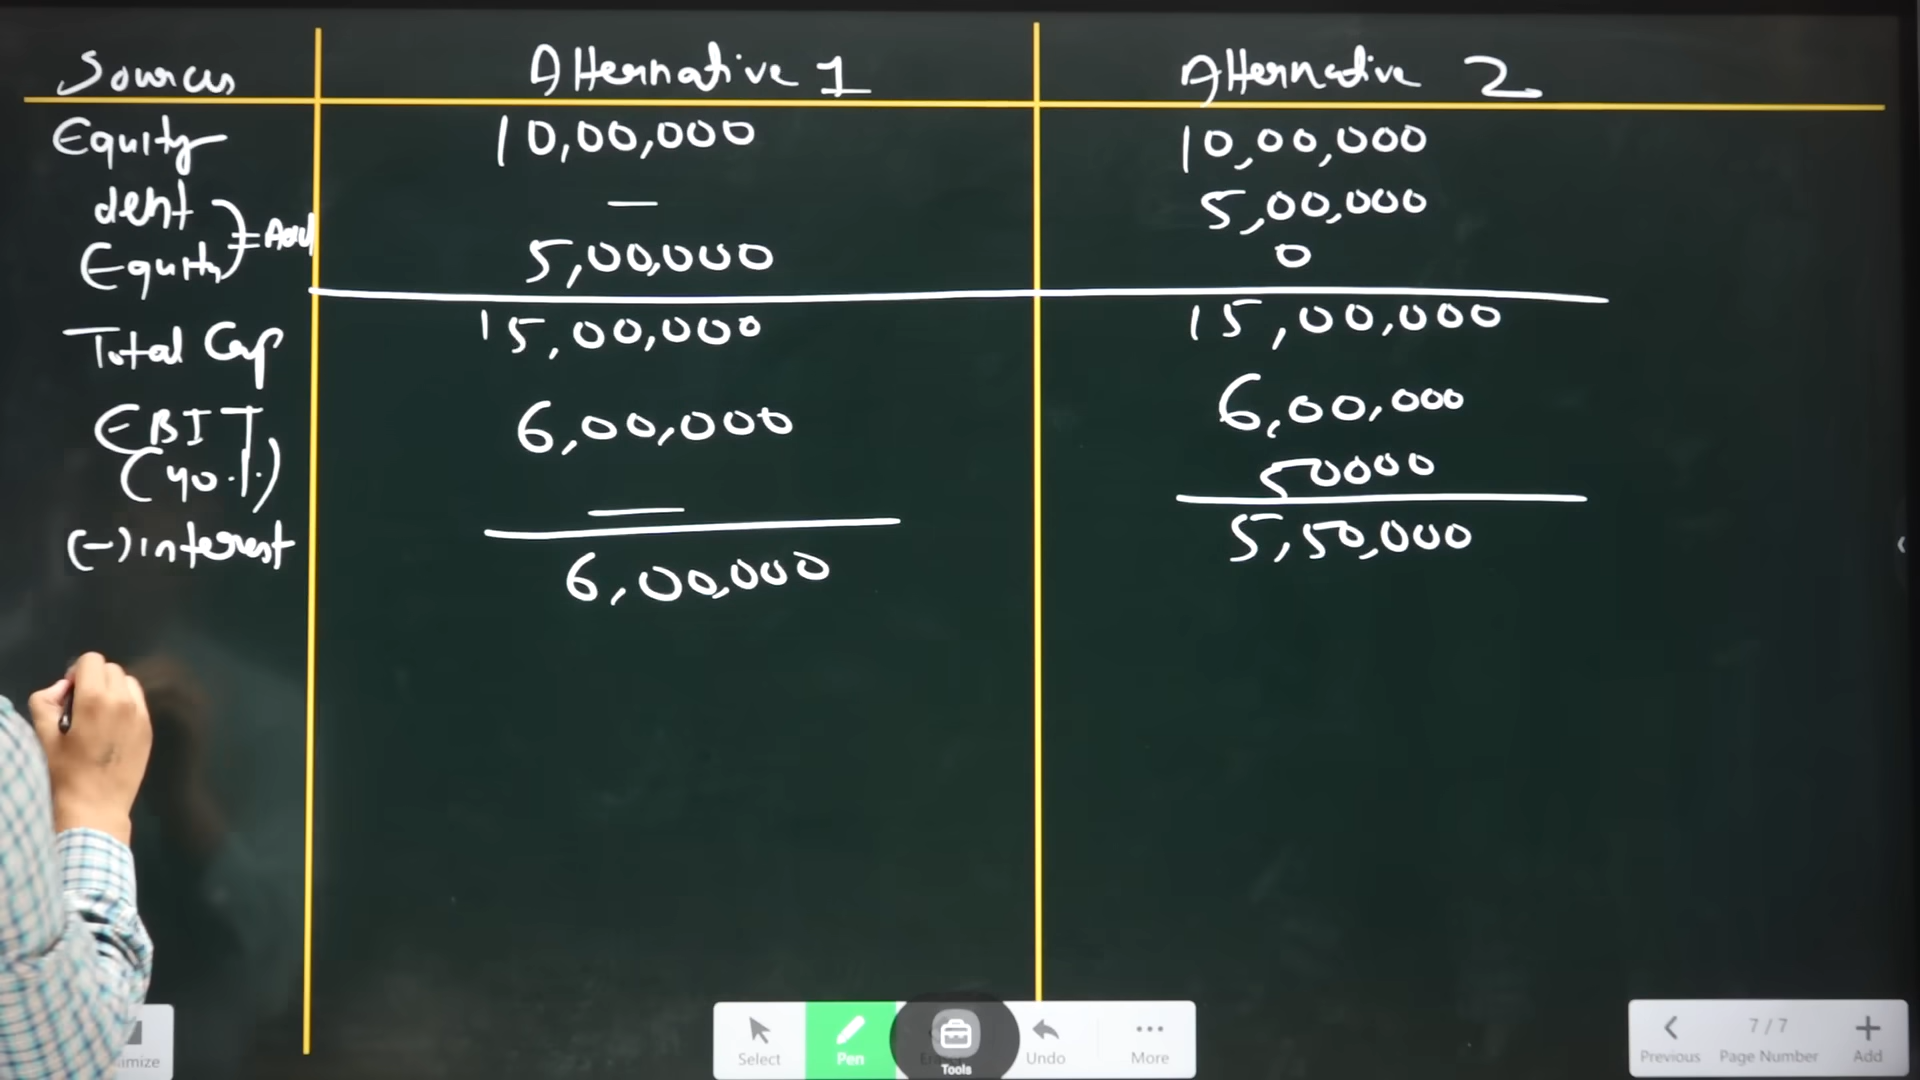 Sources Alternative 1 Alternative 2
Equity 10,00,000 10,00,000
debt — 5,00,000
Equity 5,00,000 0
Total Cap 15,00,000 15,00,000
EBIT 6,00,000 6,00,000
(40%) 50000
(-) interest —
6,00,000 5,50,000
Select Pen Tools Undo More
Previous 7/7 Page Number Add